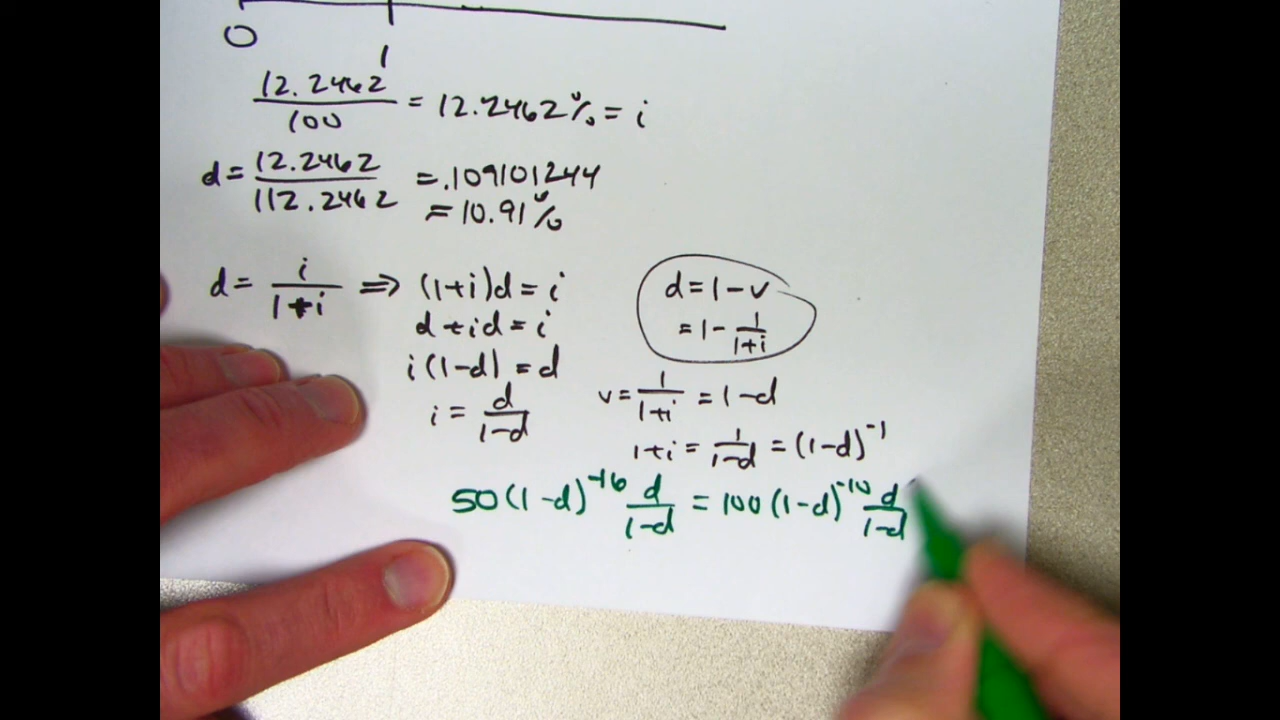 0 1
12.2462/100 = 12.2462% = i
d = 12.2462/112.2462 = .109101244
= 10.91%
d = i/(1+i) ⇒ (1+i)d = i
d + id = i
i(1-d) = d
i = d/(1-d)
d = 1 - v
= 1 - 1/(1+i)
v = 1/(1+i) = 1-d
1+i = 1/(1-d) = (1-d)^-1
50(1-d)^-16 d/(1-d) = 100(1-d)^-10 d/(1-d)